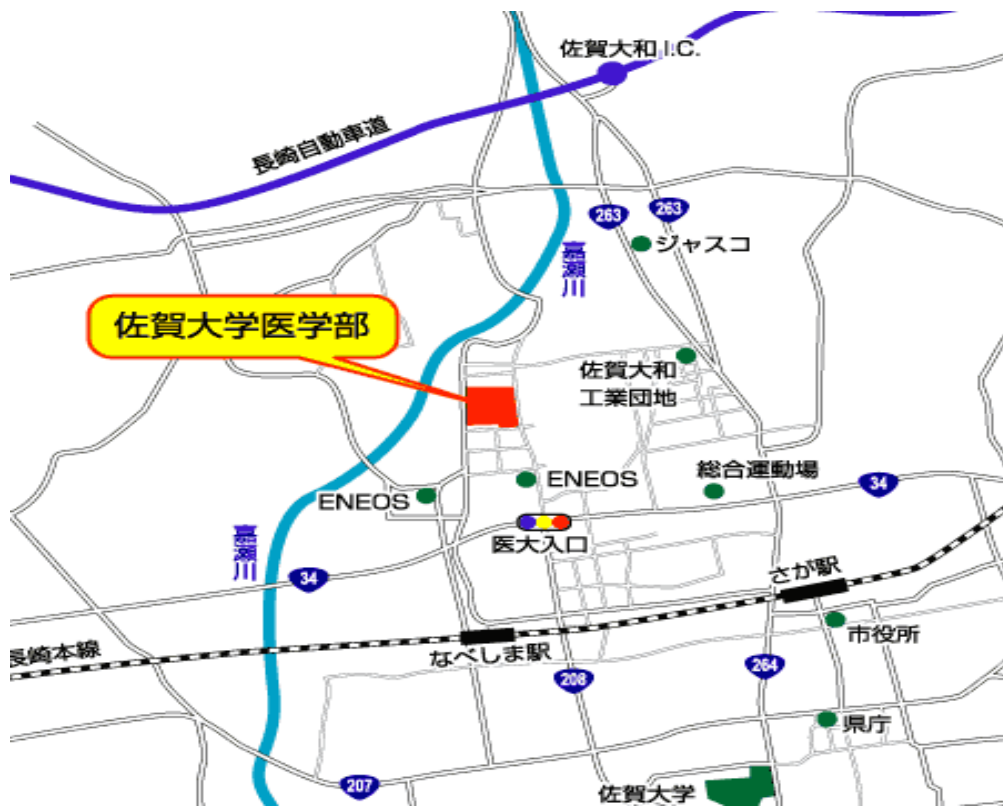 佐賀大和 I.C.
長崎自動車道
263
263
ジャスコ
嘉瀬川
佐賀大学医学部
佐賀大和
工業団地
総合運動場
34
ENEOS
ENEOS
医大入口
嘉瀬川
34
さが駅
市役所
長崎本線
なべしま駅
264
208
県庁
207
佐賀大学